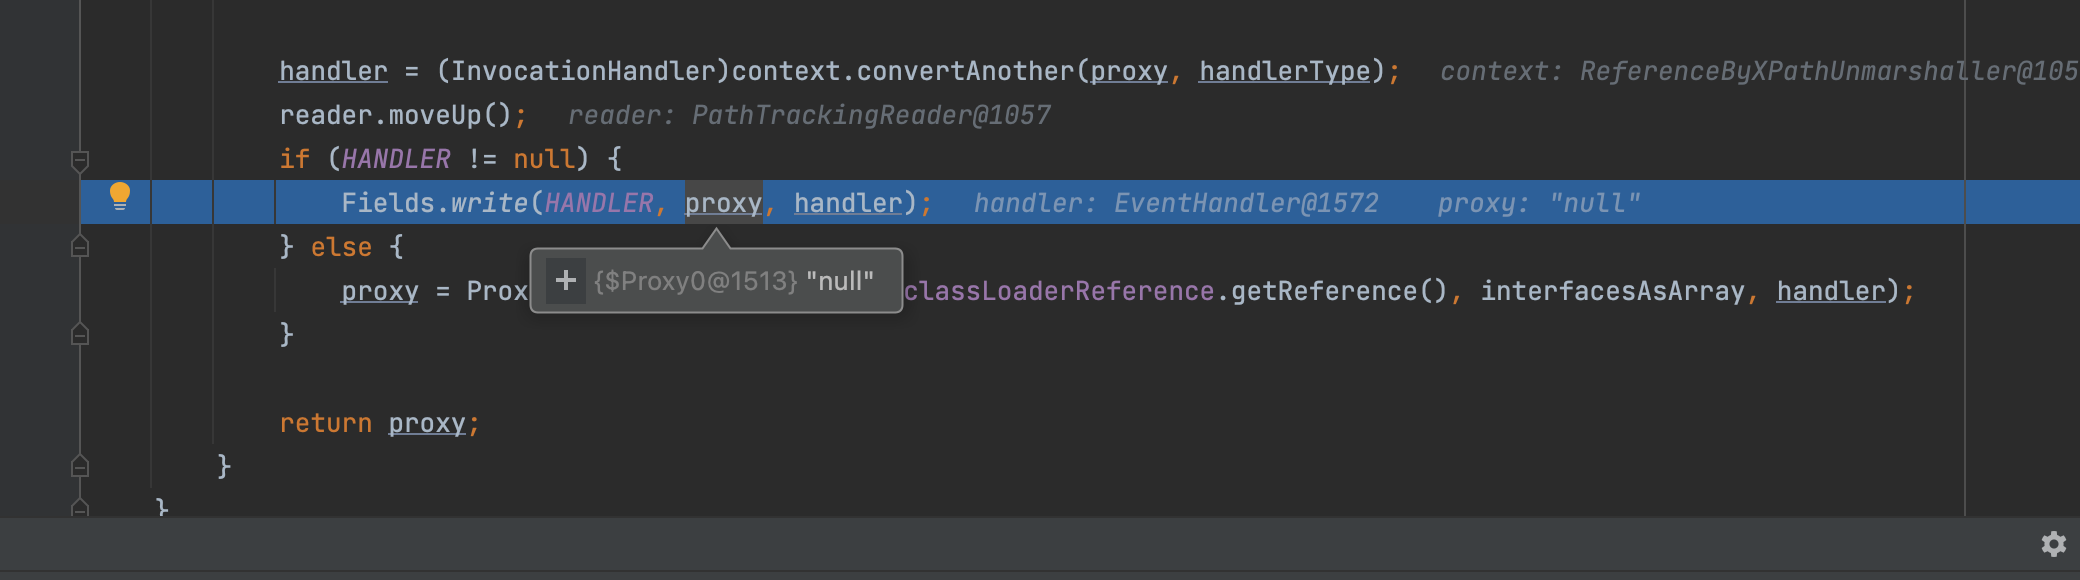 handler = (InvocationHandler)context.convertAnother(proxy, handlerType);   context: ReferenceByXPathUnmarshaller@105
reader.moveUp();   reader: PathTrackingReader@1057
if (HANDLER != null) {
Fields.write(HANDLER, proxy, handler);   handler: EventHandler@1572   proxy: "null"
} else {
+ {$Proxy0@1513} "null"
proxy = Prox classLoaderReference.getReference(), interfacesAsArray, handler);
}
return proxy;
}
}